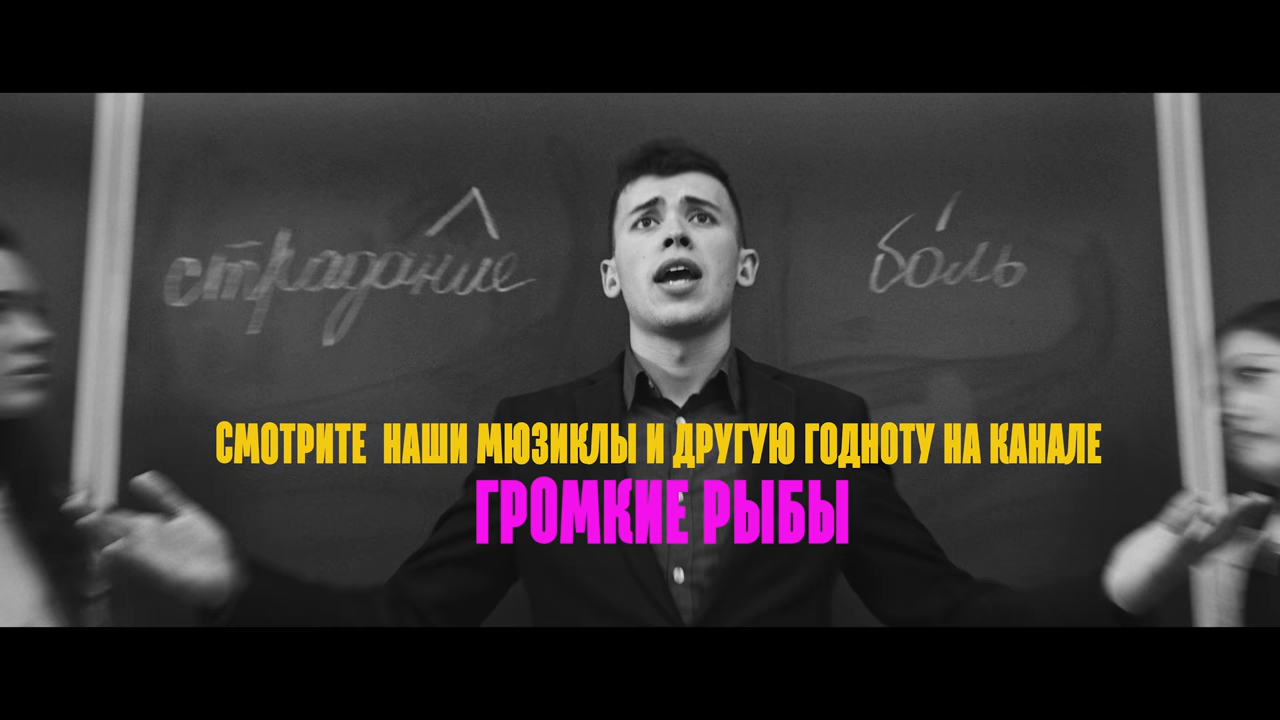 страдание боль
СМОТРИТЕ НАШИ МЮЗИКЛЫ И ДРУГУЮ ГОДНОТУ НА КАНАЛЕ
ГРОМКИЕ РЫБЫ